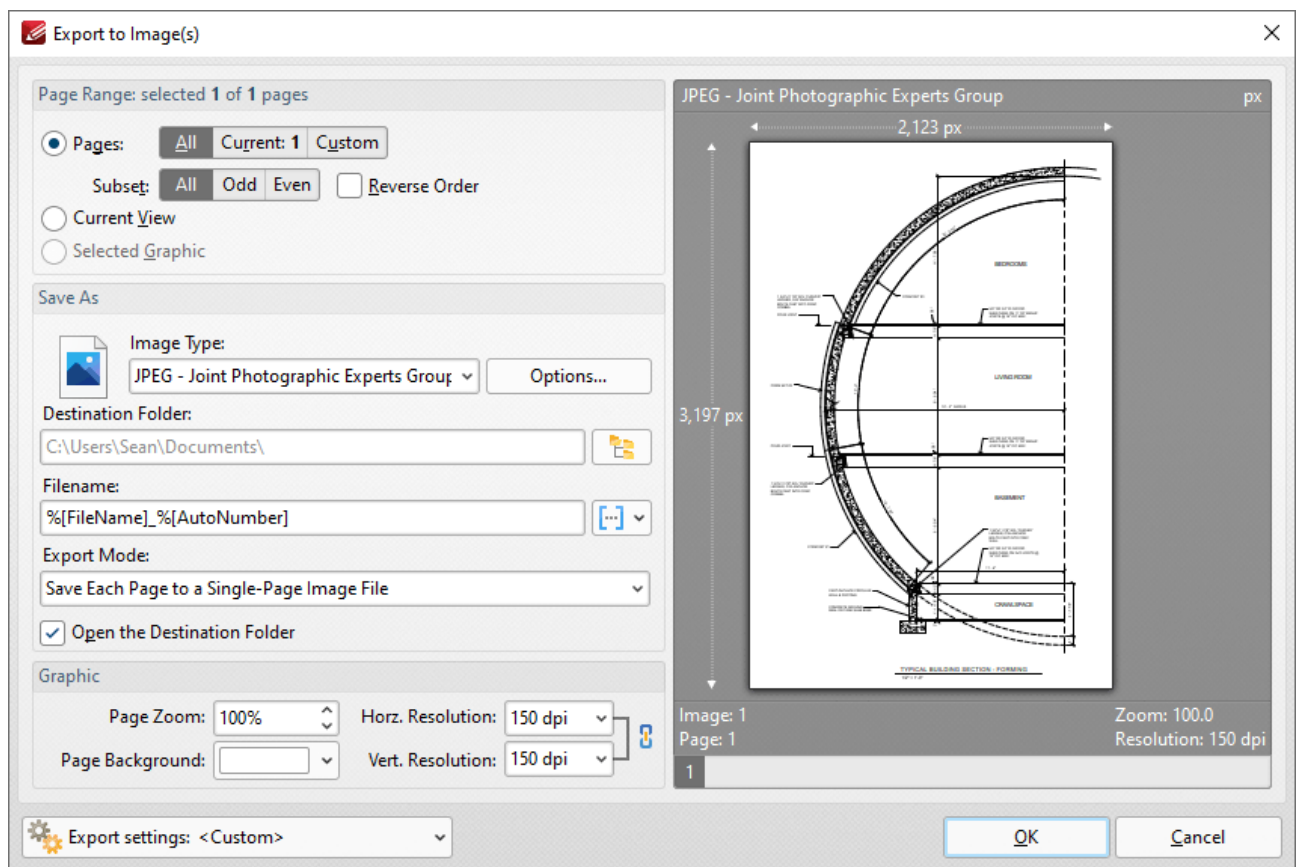 Export to Image(s)
Page Range: selected 1 of 1 pages
Pages: All Current: 1 Custom
Subset: All Odd Even Reverse Order
Current View
Selected Graphic
Save As
Image Type:
JPEG - Joint Photographic Experts Group Options...
Destination Folder:
C:\Users\Sean\Documents\
Filename:
%[FileName]_%[AutoNumber]
Export Mode:
Save Each Page to a Single-Page Image File
Open the Destination Folder
Graphic
Page Zoom: 100% Horz. Resolution: 150 dpi
Page Background: Vert. Resolution: 150 dpi
JPEG - Joint Photographic Experts Group px
2,123 px
3,197 px
BEDROOMS
LIVING ROOM
BASEMENT
CRAWLSPACE
TYPICAL BUILDING SECTION - FORMING
Image: 1 Zoom: 100.0
Page: 1 Resolution: 150 dpi
1
Export settings: <Custom> OK Cancel